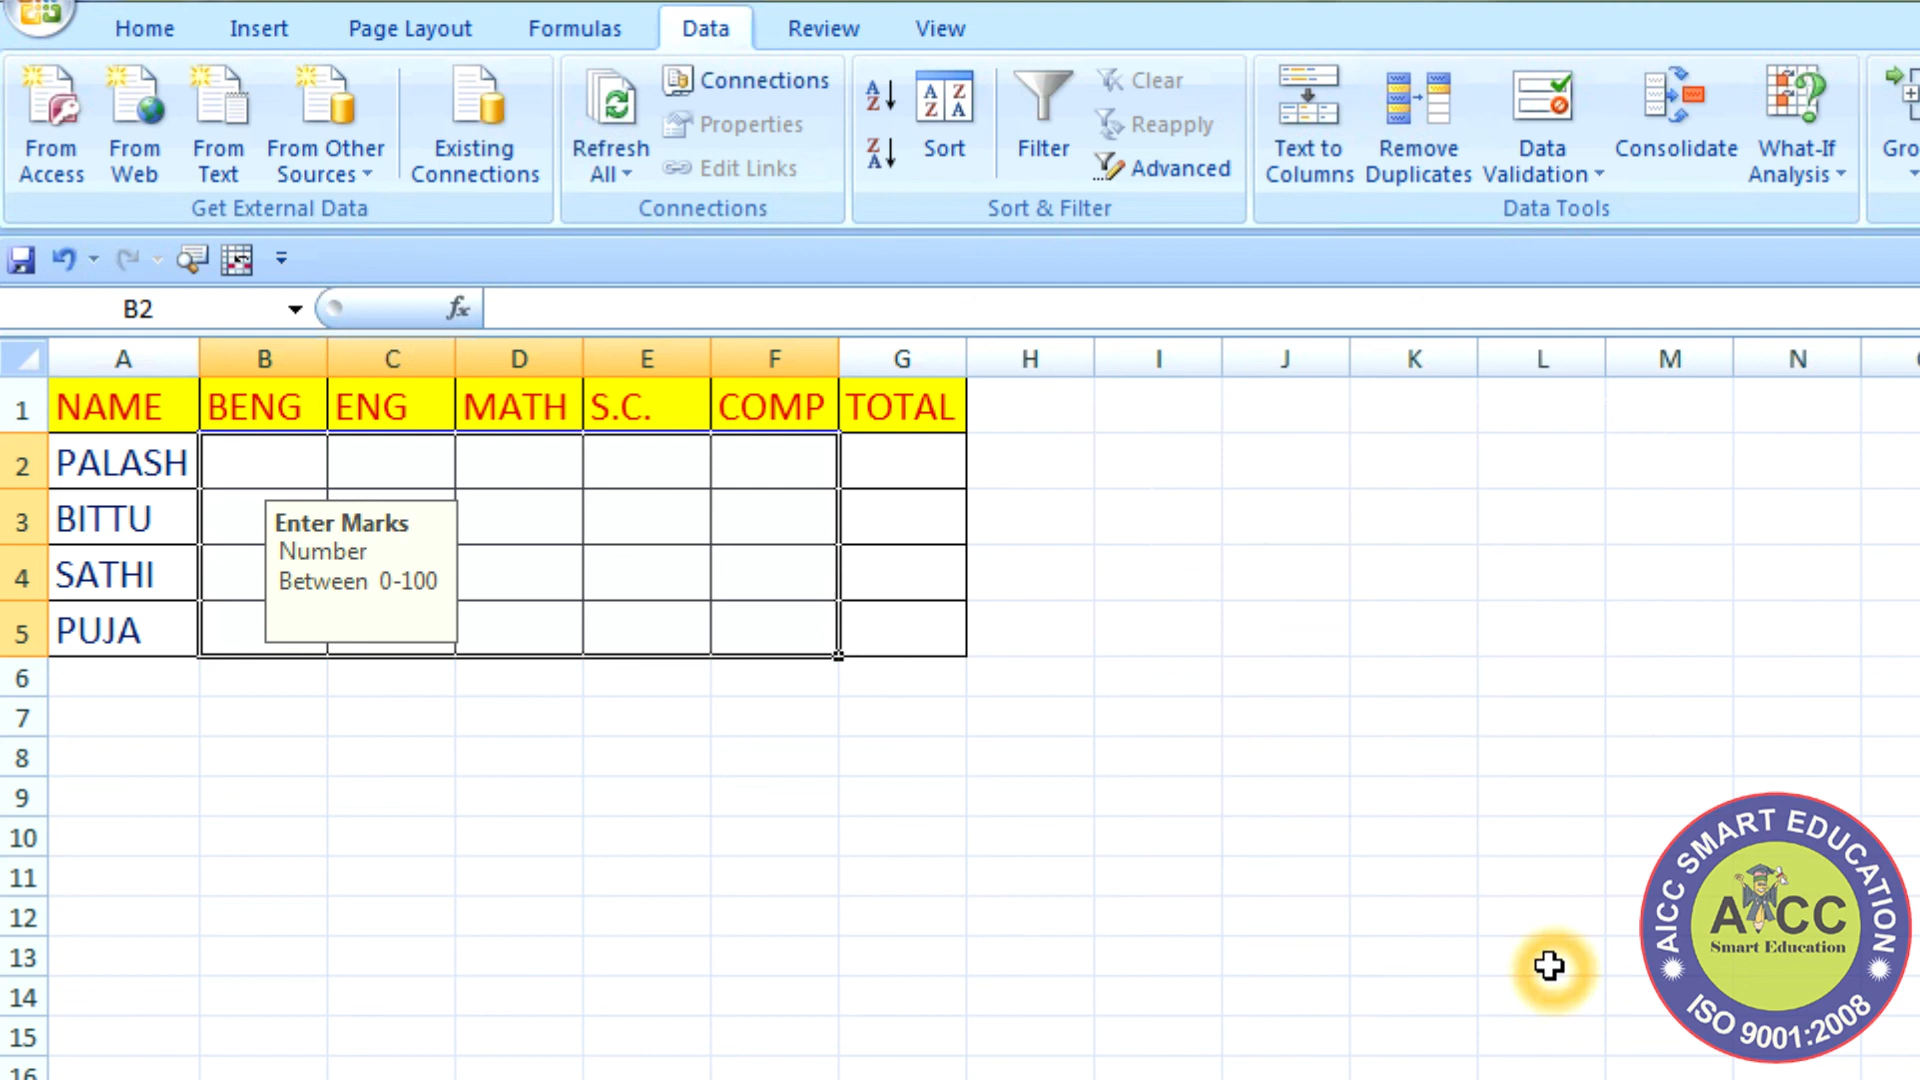 Home Insert Page Layout Formulas Data Review View
From Access From Web From Text From Other Sources Existing Connections
Get External Data
Refresh All Connections Properties Edit Links
Connections
A Z Z A Sort Filter Clear Reapply Advanced
Sort & Filter
Text to Columns Remove Duplicates Data Validation Consolidate What-If Analysis
Data Tools
Gro
B2 fx
A B C D E F G H I J K L M N
1 NAME BENG ENG MATH S.C. COMP TOTAL
2 PALASH
3 BITTU
4 SATHI
5 PUJA
Enter Marks
Number
Between 0-100
6
7
8
9
10
11
12
13
14
15
16
AICC SMART EDUCATION
AICC
Smart Education
ISO 9001:2008